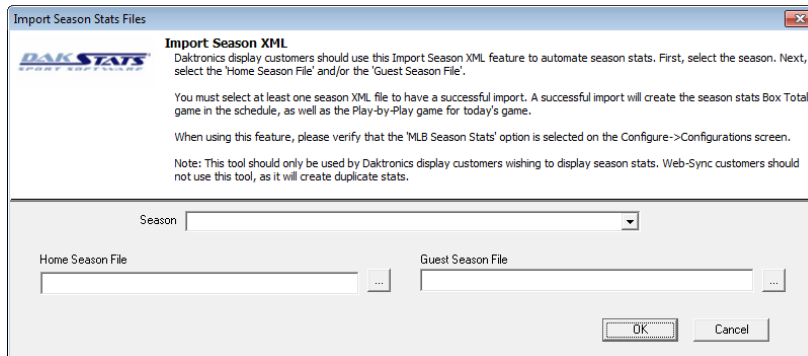 Import Season Stats Files
DAKSTATS
SPORT SOFTWARE
Import Season XML
Daktronics display customers should use this Import Season XML feature to automate season stats. First, select the season. Next,
select the 'Home Season File' and/or the 'Guest Season File'.
You must select at least one season XML file to have a successful import. A successful import will create the season stats Box Total
game in the schedule, as well as the Play-by-Play game for today's game.
When using this feature, please verify that the 'MLB Season Stats' option is selected on the Configure->Configurations screen.
Note: This tool should only be used by Daktronics display customers wishing to display season stats. Web-Sync customers should
not use this tool, as it will create duplicate stats.
Season
Home Season File
Guest Season File
...
...
OK
Cancel